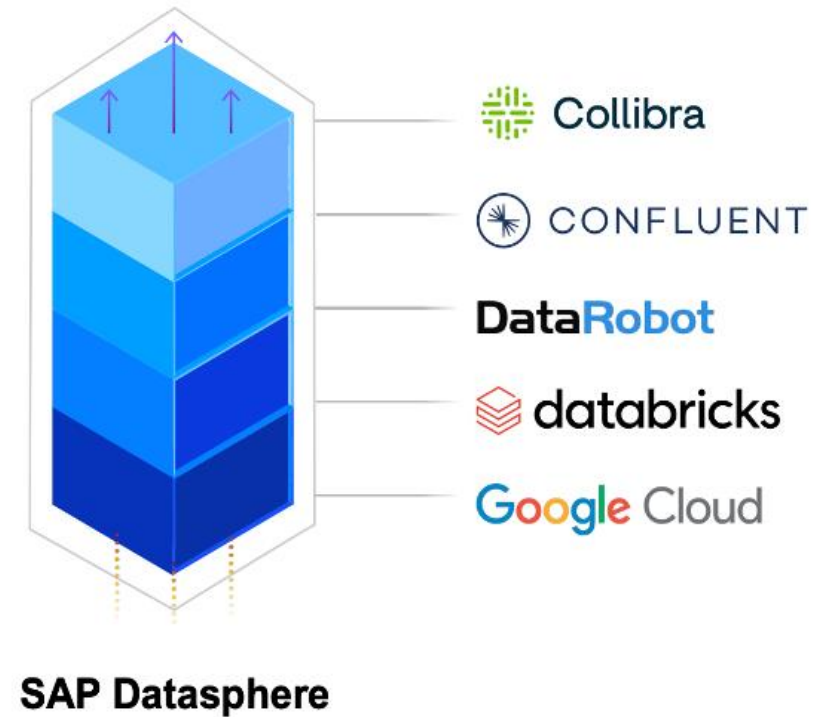 Collibra
CONFLUENT
DataRobot
databricks
Google Cloud
SAP Datasphere